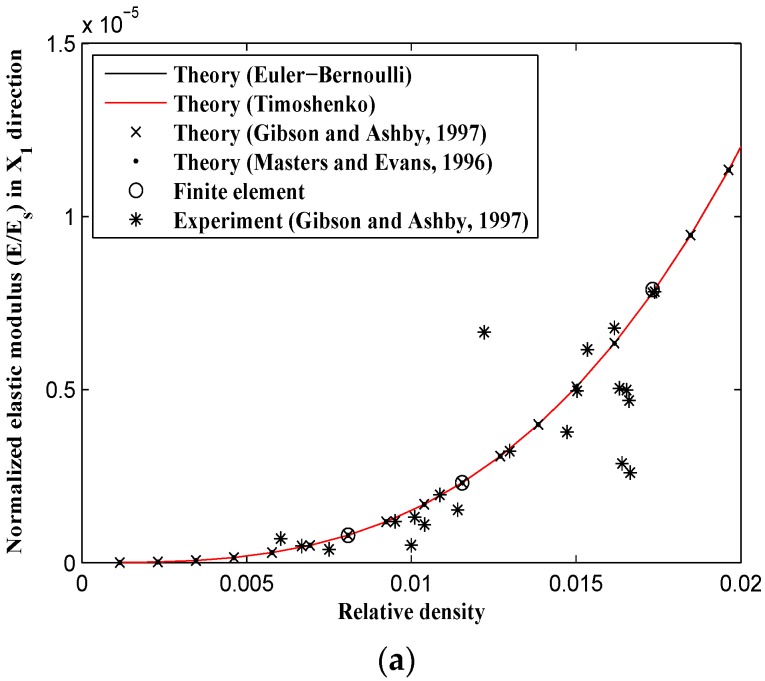 × 10⁻⁵
1.5
1
0.5
0
Normalized elastic modulus (E/Eₛ) in X₁ direction
Theory (Euler−Bernoulli)
Theory (Timoshenko)
Theory (Gibson and Ashby, 1997)
Theory (Masters and Evans, 1996)
Finite element
Experiment (Gibson and Ashby, 1997)
0 0.005 0.01 0.015 0.02
Relative density
(a)